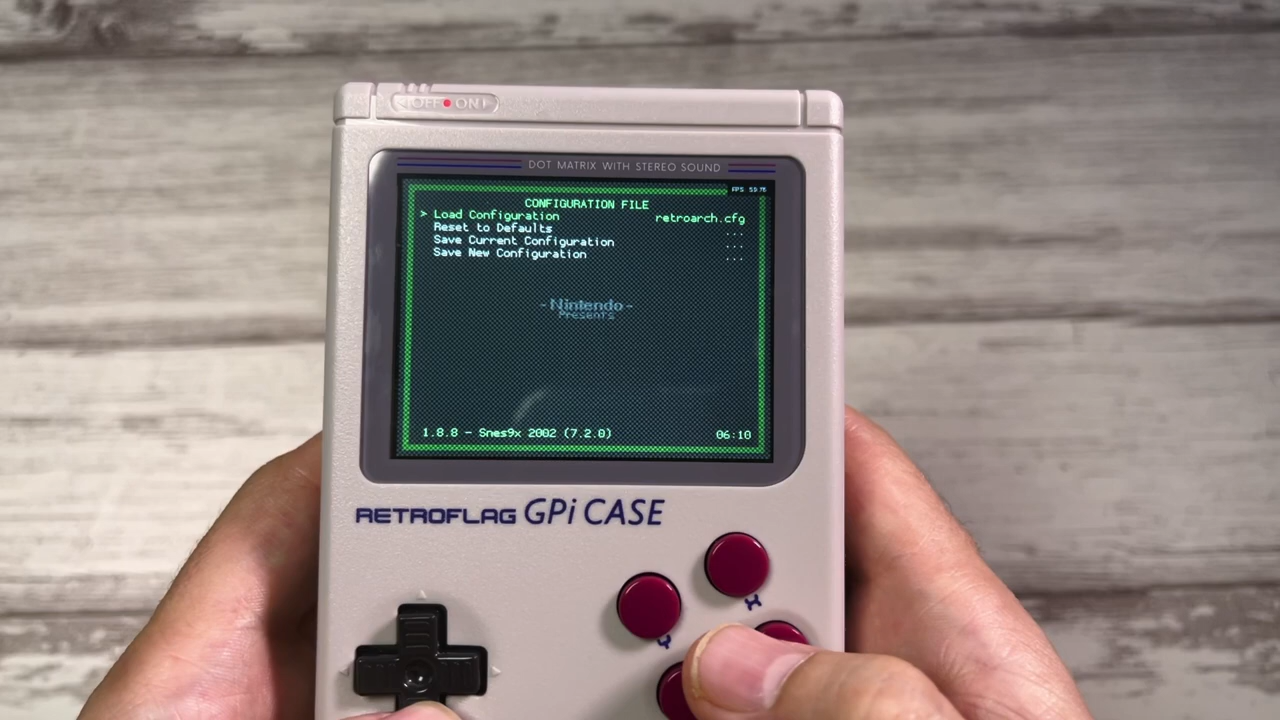 OFF ON
DOT MATRIX WITH STEREO SOUND
FPS 59.76
CONFIGURATION FILE
> Load Configuration retroarch.cfg
Reset to Defaults ...
Save Current Configuration ...
Save New Configuration ...
-Nintendo-
Presents
1.8.8 - Snes9x 2002 (7.2.0) 06:10
RETROFLAG GPi CASE
X
Y